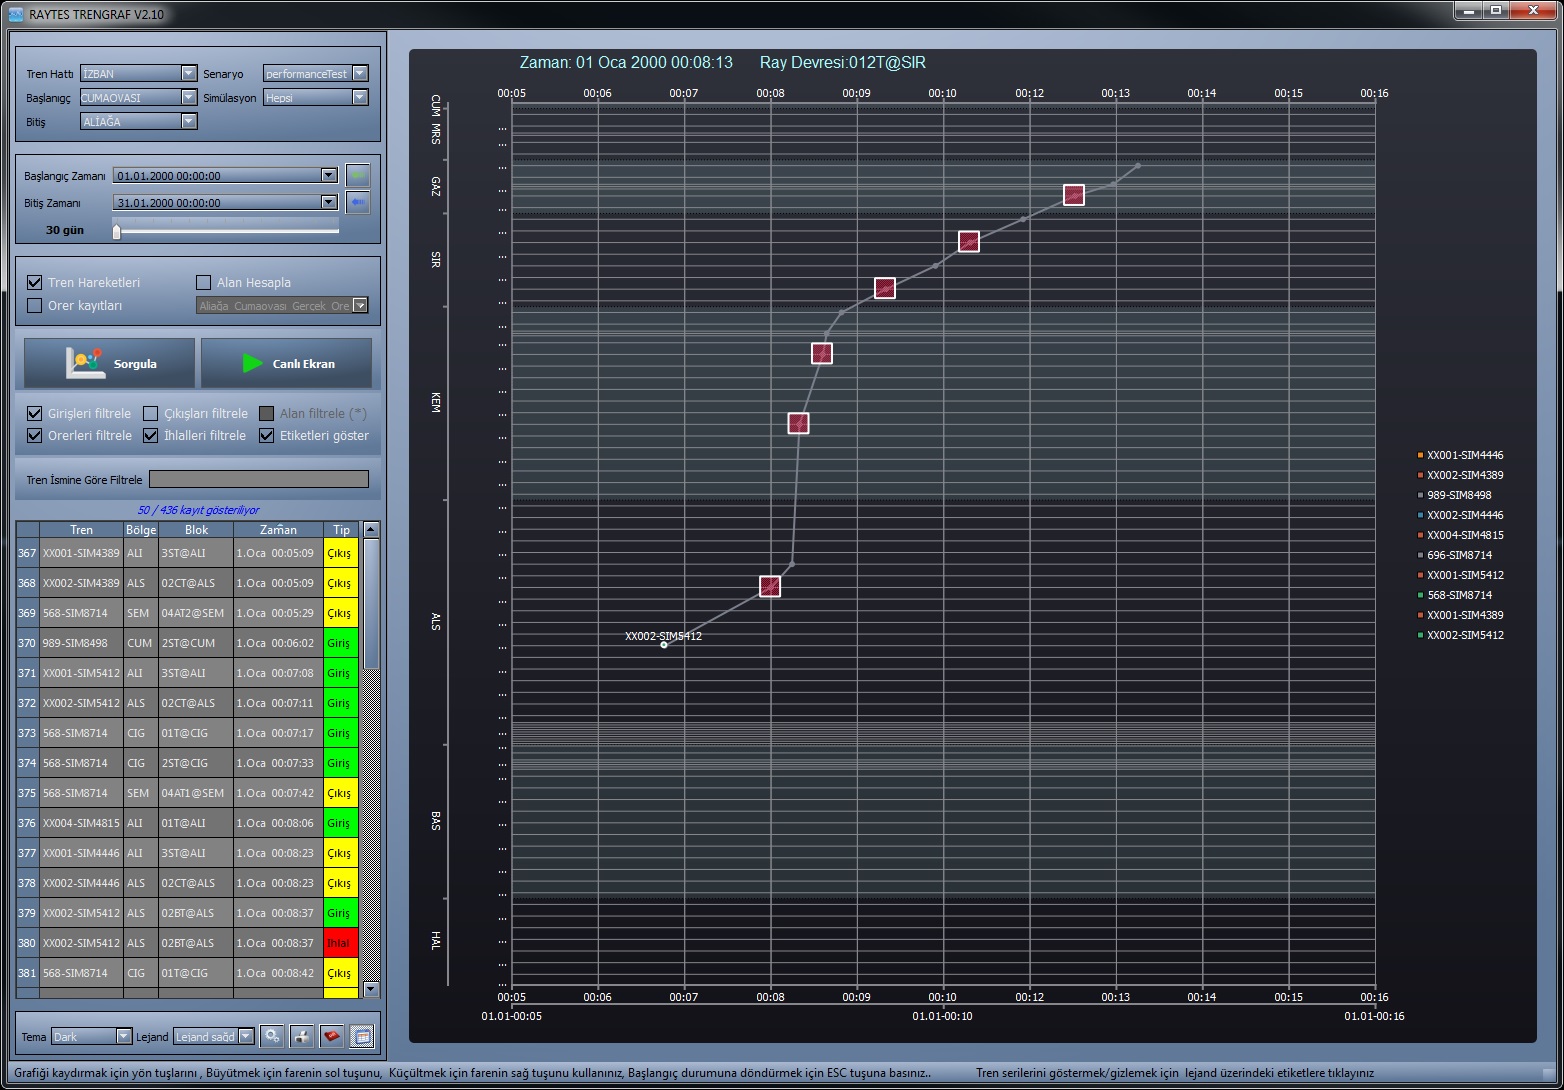 RAYTES TRENGRAF V2.10
Tren Hattı İZBAN Senaryo performanceTest
Başlangıç CUMAOVASI Simülasyon Hepsi
Bitiş ALİAĞA
Başlangıç Zamanı 01.01.2000 00:00:00
Bitiş Zamanı 31.01.2000 00:00:00
30 gün
Tren Hareketleri Alan Hesapla
Orer kayıtları Aliağa Cumaovası Gercek Ore
Sorgula Canlı Ekran
Girişleri filtrele Çıkışları filtrele Alan filtrele (*)
Orerleri filtrele İhlalleri filtrele Etiketleri göster
Tren İsmine Göre Filtrele
50 / 436 kayıt gösteriliyor
Tren Bölge Blok Zaman Tip
367 XX001-SIM4389 ALI 3ST@ALI 1.Oca 00:05:09 Çıkış
368 XX002-SIM4389 ALS 02CT@ALS 1.Oca 00:05:09 Çıkış
369 568-SIM8714 SEM 04AT2@SEM 1.Oca 00:05:29 Çıkış
370 989-SIM8498 CUM 2ST@CUM 1.Oca 00:06:02 Giriş
371 XX001-SIM5412 ALI 3ST@ALI 1.Oca 00:07:08 Giriş
372 XX002-SIM5412 ALS 02CT@ALS 1.Oca 00:07:11 Giriş
373 568-SIM8714 CIG 01T@CIG 1.Oca 00:07:17 Giriş
374 568-SIM8714 CIG 2ST@CIG 1.Oca 00:07:33 Giriş
375 568-SIM8714 SEM 04AT1@SEM 1.Oca 00:07:42 Çıkış
376 XX004-SIM4815 ALI 01T@ALI 1.Oca 00:08:06 Giriş
377 XX001-SIM4446 ALI 3ST@ALI 1.Oca 00:08:23 Çıkış
378 XX002-SIM4446 ALS 02CT@ALS 1.Oca 00:08:23 Çıkış
379 XX002-SIM5412 ALS 02BT@ALS 1.Oca 00:08:37 Giriş
380 XX002-SIM5412 ALS 02BT@ALS 1.Oca 00:08:37 İhlal
381 568-SIM8714 CIG 01T@CIG 1.Oca 00:08:42 Çıkış
Tema Dark Lejand Lejand sağd
Zaman: 01 Oca 2000 00:08:13 Ray Devresi:012T@SIR
00:05 00:06 00:07 00:08 00:09 00:10 00:12 00:13 00:14 00:15 00:16
CUM
MRS
GAZ
SIR
KEM
ALS
BAS
HAL
XX002-SIM5412
00:05 00:06 00:07 00:08 00:09 00:10 00:12 00:13 00:14 00:15 00:16
01.01-00:05 01.01-00:10 01.01-00:16
XX001-SIM4446
XX002-SIM4389
989-SIM8498
XX002-SIM4446
XX004-SIM4815
696-SIM8714
XX001-SIM5412
568-SIM8714
XX001-SIM4389
XX002-SIM5412
Grafiği kaydırmak için yön tuşlarını , Büyütmek için farenin sol tuşunu, Küçültmek için farenin sağ tuşunu kullanınız, Başlangıç durumuna döndürmek için ESC tuşuna basınız.. Tren serilerini göstermek/gizlemek için lejand üzerindeki etiketlere tıklayınız